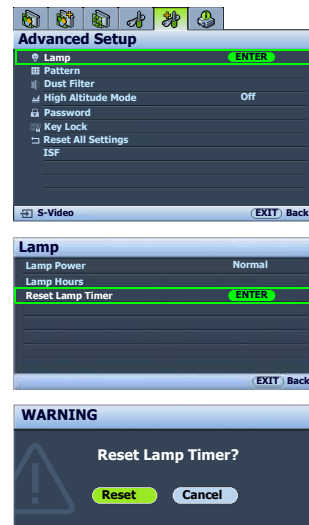 Advanced Setup
Lamp ENTER
Pattern
Dust Filter
High Altitude Mode Off
Password
Key Lock
Reset All Settings
ISF
S-Video EXIT Back
Lamp
Lamp Power Normal
Lamp Hours
Reset Lamp Timer ENTER
EXIT Back
WARNING
Reset Lamp Timer?
Reset Cancel